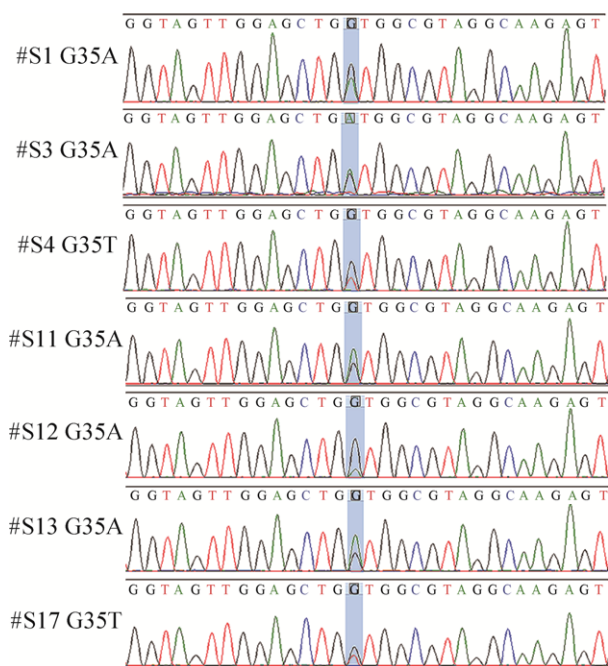 G G T A G T T G G A G C T G G T G G C G T A G G C A A G A G T
#S1 G35A
G G T A G T T G G A G C T G A T G G C G T A G G C A A G A G T
#S3 G35A
G G T A G T T G G A G C T G G T G G C G T A G G C A A G A G T
#S4 G35T
G G T A G T T G G A G C T G G T G G C G T A G G C A A G A G T
#S11 G35A
G G T A G T T G G A G C T G G T G G C G T A G G C A A G A G T
#S12 G35A
G G T A G T T G G A G C T G G T G G C G T A G G C A A G A G T
#S13 G35A
G G T A G T T G G A G C T G G T G G C G T A G G C A A G A G T
#S17 G35T